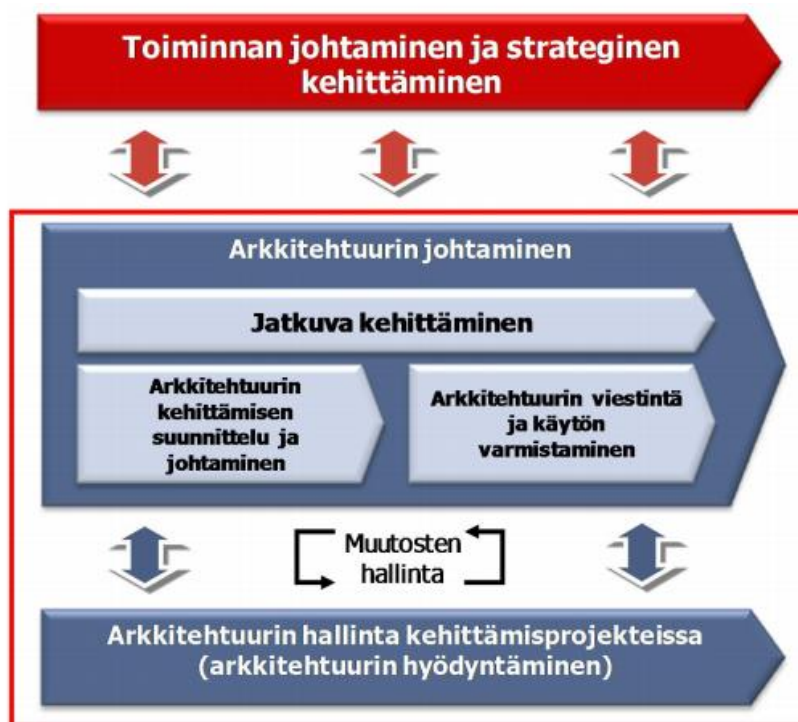 Toiminnan johtaminen ja strateginen
kehittäminen
Arkkitehtuurin johtaminen
Jatkuva kehittäminen
Arkkitehtuurin
kehittämisen
suunnittelu ja
johtaminen
Arkkitehtuurin viestintä
ja käytön
varmistaminen
Muutosten
hallinta
Arkkitehtuurin hallinta kehittämisprojekteissa
(arkkitehtuurin hyödyntäminen)